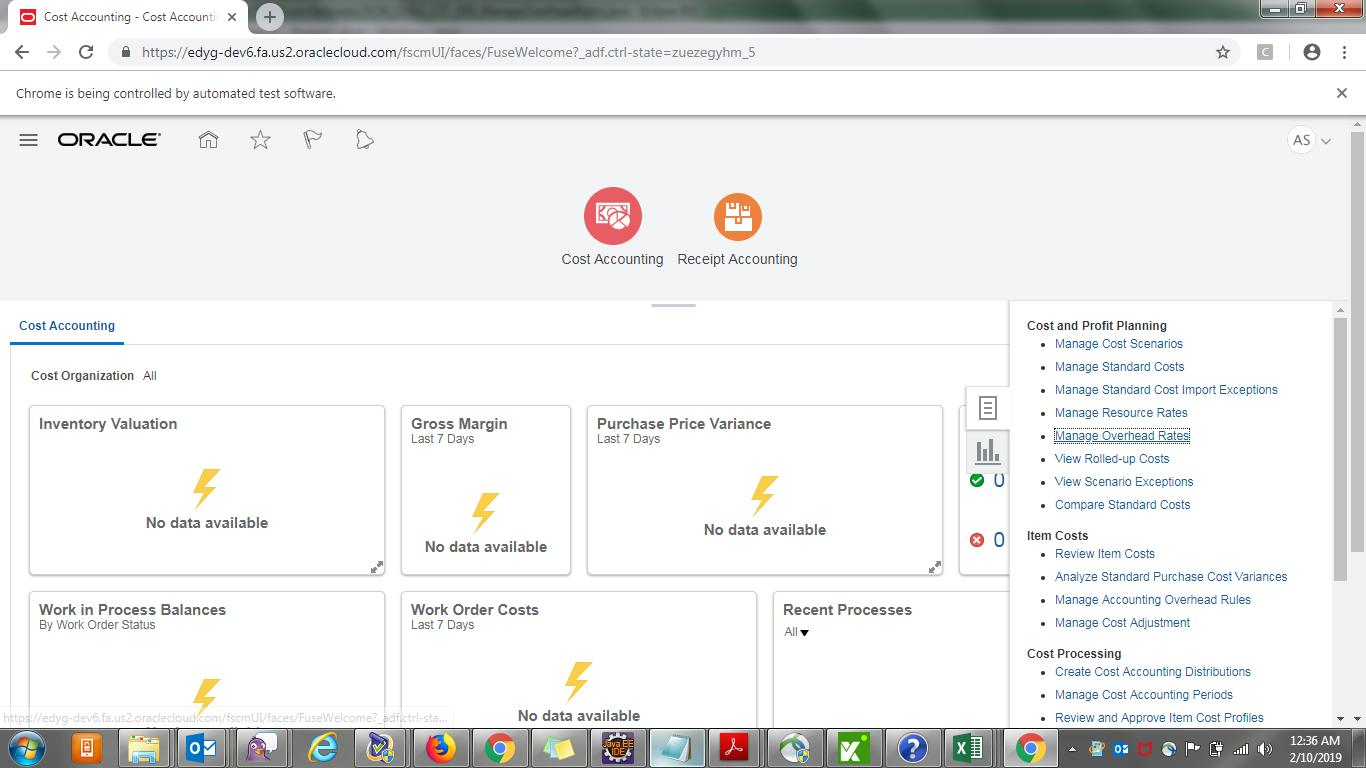 Cost Accounting - Cost Accountin
https://edyg-dev6.fa.us2.oraclecloud.com/fscmUI/faces/FuseWelcome?_adf.ctrl-state=zuezegyhm_5
C
Chrome is being controlled by automated test software.
ORACLE
AS
Cost Accounting
Receipt Accounting
Cost Accounting
Cost Organization All
Inventory Valuation
No data available
Gross Margin
Last 7 Days
No data available
Purchase Price Variance
Last 7 Days
No data available
0
0
Work in Process Balances
By Work Order Status
Work Order Costs
Last 7 Days
No data available
Recent Processes
All
Cost and Profit Planning
Manage Cost Scenarios
Manage Standard Costs
Manage Standard Cost Import Exceptions
Manage Resource Rates
Manage Overhead Rates
View Rolled-up Costs
View Scenario Exceptions
Compare Standard Costs
Item Costs
Review Item Costs
Analyze Standard Purchase Cost Variances
Manage Accounting Overhead Rules
Manage Cost Adjustment
Cost Processing
Create Cost Accounting Distributions
Manage Cost Accounting Periods
Review and Approve Item Cost Profiles
https://edyg-dev6.fa.us2.oraclecloud.com/fscmUI/faces/FuseWelcome?_adf.ctrl-sta...
Java EE
IDE
12:36 AM
2/10/2019